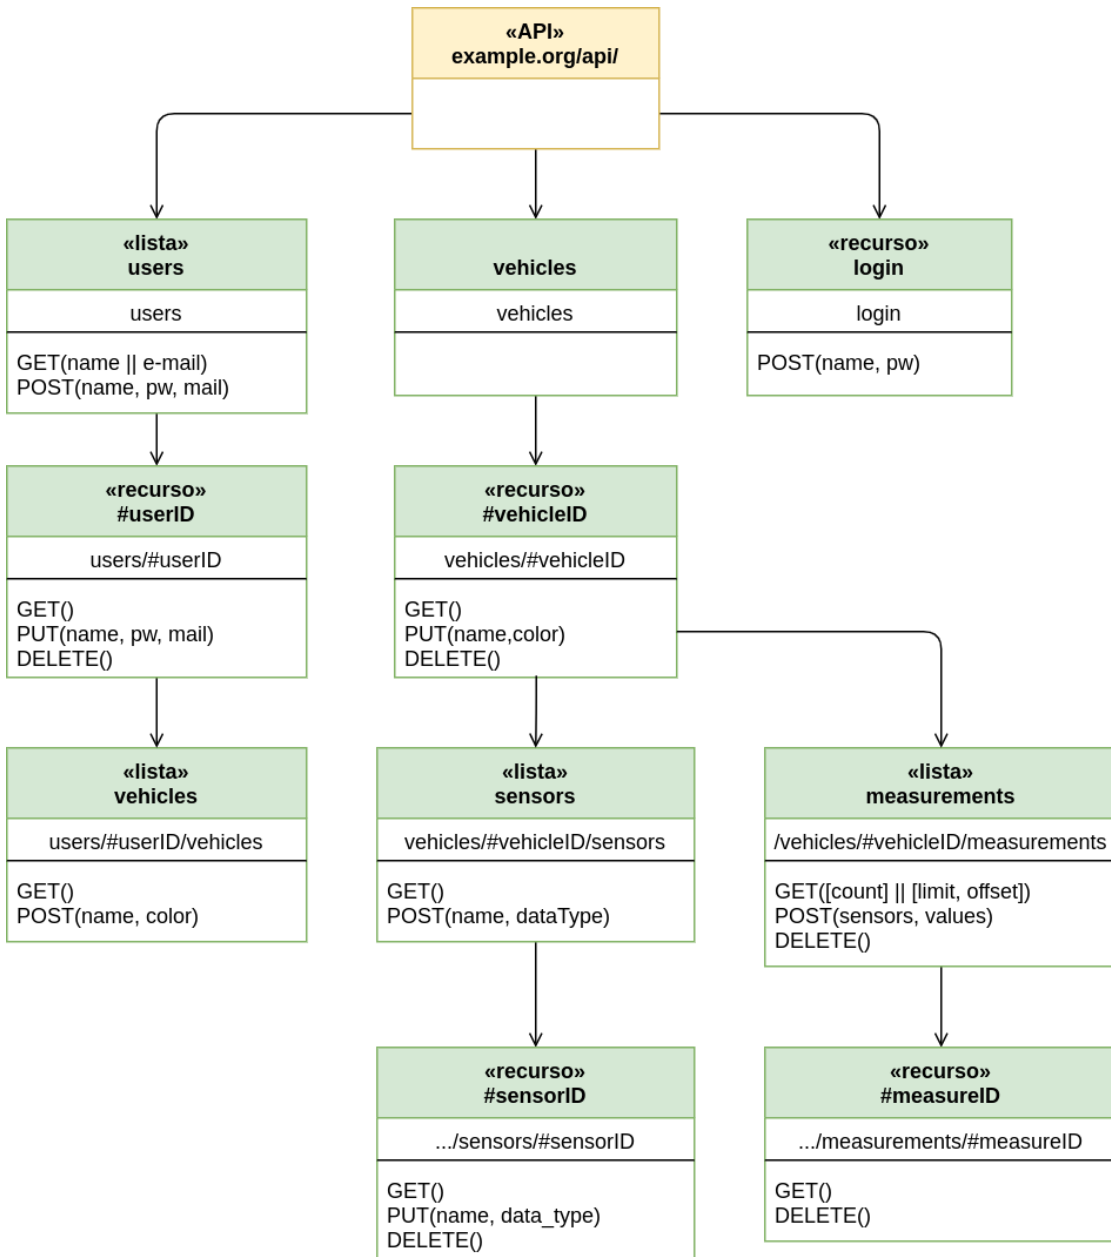 «API»
example.org/api/
«lista»
users
users
GET(name || e-mail)
POST(name, pw, mail)
vehicles
vehicles
«recurso»
login
login
POST(name, pw)
«recurso»
#userID
users/#userID
GET()
PUT(name, pw, mail)
DELETE()
«recurso»
#vehicleID
vehicles/#vehicleID
GET()
PUT(name,color)
DELETE()
«lista»
vehicles
users/#userID/vehicles
GET()
POST(name, color)
«lista»
sensors
vehicles/#vehicleID/sensors
GET()
POST(name, dataType)
«lista»
measurements
/vehicles/#vehicleID/measurements
GET([count] || [limit, offset])
POST(sensors, values)
DELETE()
«recurso»
#sensorID
.../sensors/#sensorID
GET()
PUT(name, data_type)
DELETE()
«recurso»
#measureID
.../measurements/#measureID
GET()
DELETE()